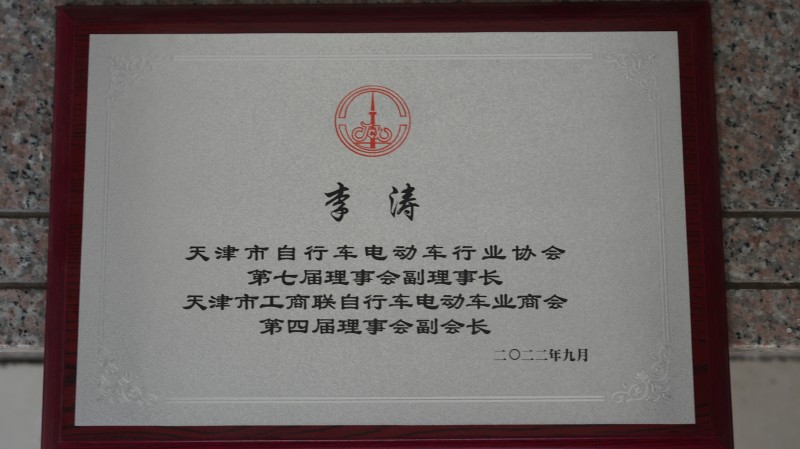 李涛
天津市自行车电动车行业协会
第七届理事会副理事长
天津市工商联自行车电动车业商会
第四届理事会副会长
二〇二二年九月